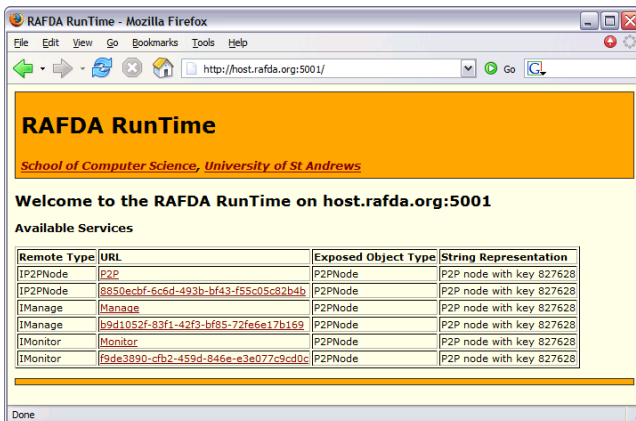 RAFDA RunTime - Mozilla Firefox
File Edit View Go Bookmarks Tools Help
http://host.rafda.org:5001/ Go G
RAFDA RunTime
School of Computer Science, University of St Andrews
Welcome to the RAFDA RunTime on host.rafda.org:5001
Available Services
Remote Type URL Exposed Object Type String Representation
IP2PNode P2P P2PNode P2P node with key 827628
IP2PNode 8850ecbf-6c6d-493b-bf43-f55c05c82b4b P2PNode P2P node with key 827628
IManage Manage P2PNode P2P node with key 827628
IManage b9d1052f-83f1-42f3-bf85-72fe6e17b169 P2PNode P2P node with key 827628
IMonitor Monitor P2PNode P2P node with key 827628
IMonitor f9de3890-cfb2-459d-846e-e3e077c9cd0c P2PNode P2P node with key 827628
Done